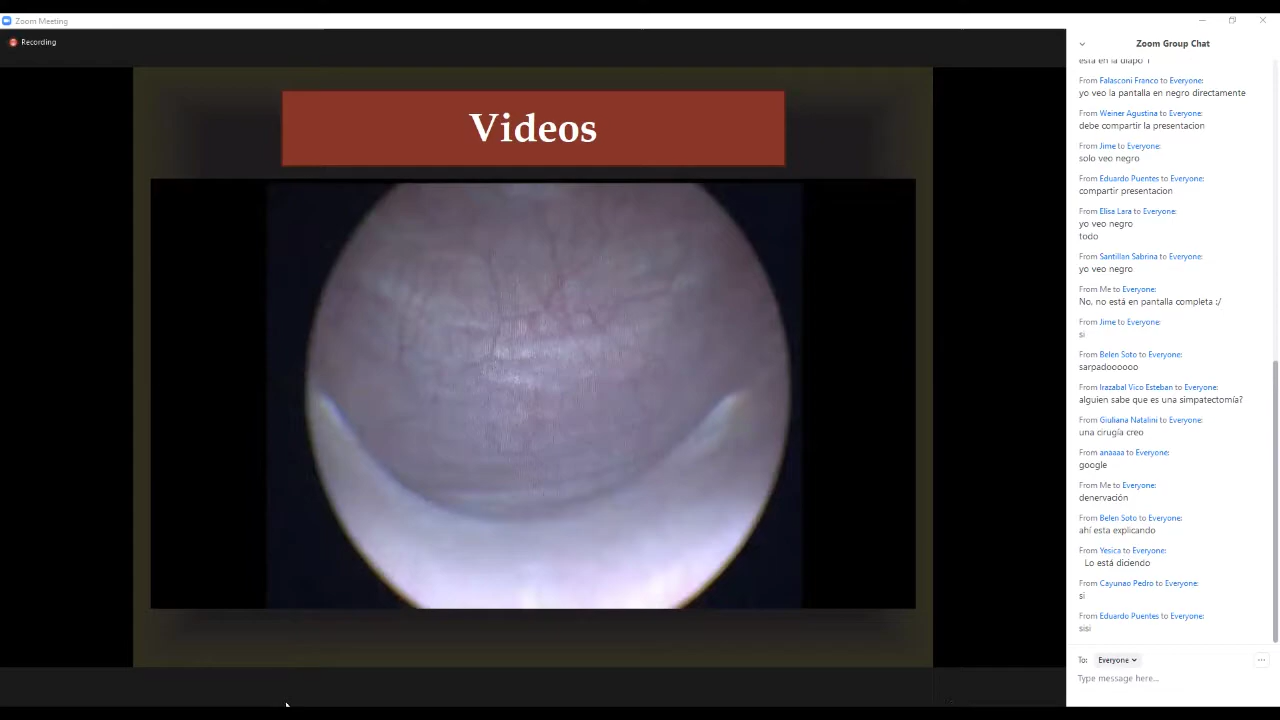 Zoom Meeting
Recording
Videos
Zoom Group Chat
esta en la diapo 1
From Falasconi Franco to Everyone:
yo veo la pantalla en negro directamente
From Weiner Agustina to Everyone:
debe compartir la presentacion
From Jime to Everyone:
solo veo negro
From Eduardo Puentes to Everyone:
compartir presentacion
From Elisa Lara to Everyone:
yo veo negro
todo
From Santillan Sabrina to Everyone:
yo veo negro
From Me to Everyone:
No, no está en pantalla completa :/
From Jime to Everyone:
si
From Belen Soto to Everyone:
sarpadoooooo
From Irazabal Vico Esteban to Everyone:
alguien sabe que es una simpatectomía?
From Giuliana Natalini to Everyone:
una cirugía creo
From anaaaa to Everyone:
google
From Me to Everyone:
denervación
From Belen Soto to Everyone:
ahí esta explicando
From Yesica to Everyone:
Lo está diciendo
From Cayunao Pedro to Everyone:
si
From Eduardo Puentes to Everyone:
sisi
To: Everyone
Type message here...